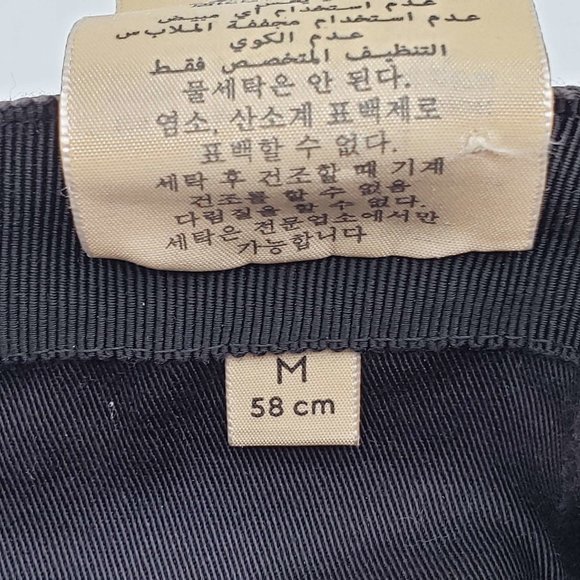 عدم استخدام أي مبيض
عدم استخدام مجففة الملابس
عدم الكوي
التنظيف المتخصص فقط
물세탁은 안 된다.
염소, 산소계 표백제로
표백할 수 없다.
세탁 후 건조할 때 기계
건조를 할 수 없음
다림질을 할 수 없다.
세탁은 전문업소에서만
가능합니다
M
58 cm